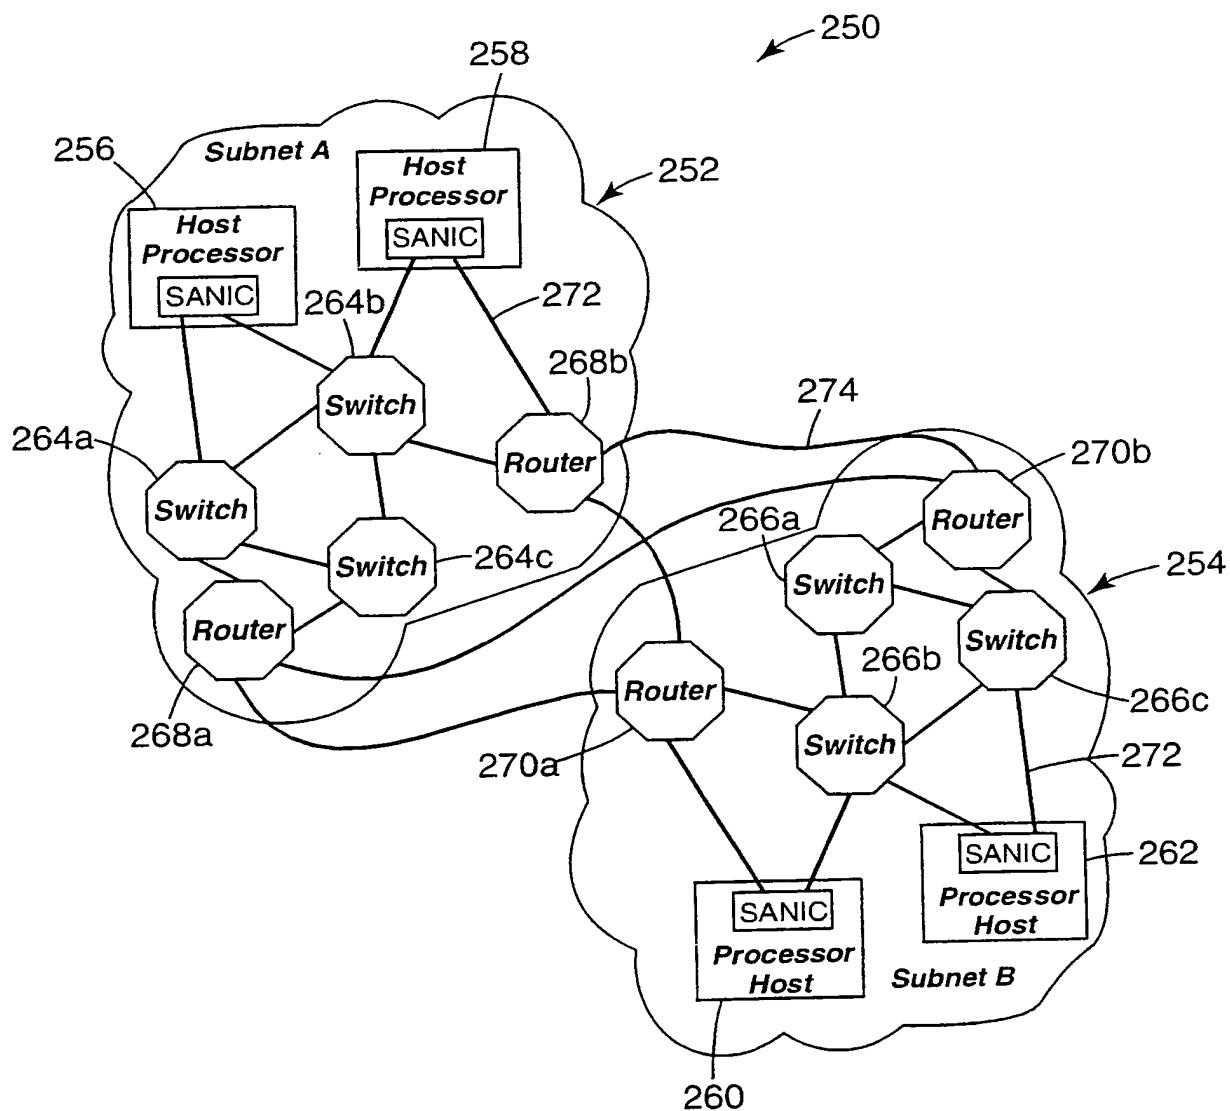 250
258
256
Subnet A
252
Host
Processor
SANIC
Host
Processor
SANIC
264b
272
268b
Switch
274
264a
Router
270b
Switch
266a
Router
Switch
264c
Switch
254
Router
Switch
266b
Router
266c
268a
Switch
270a
272
SANIC
262
Processor
Host
SANIC
Processor
Host
Subnet B
260